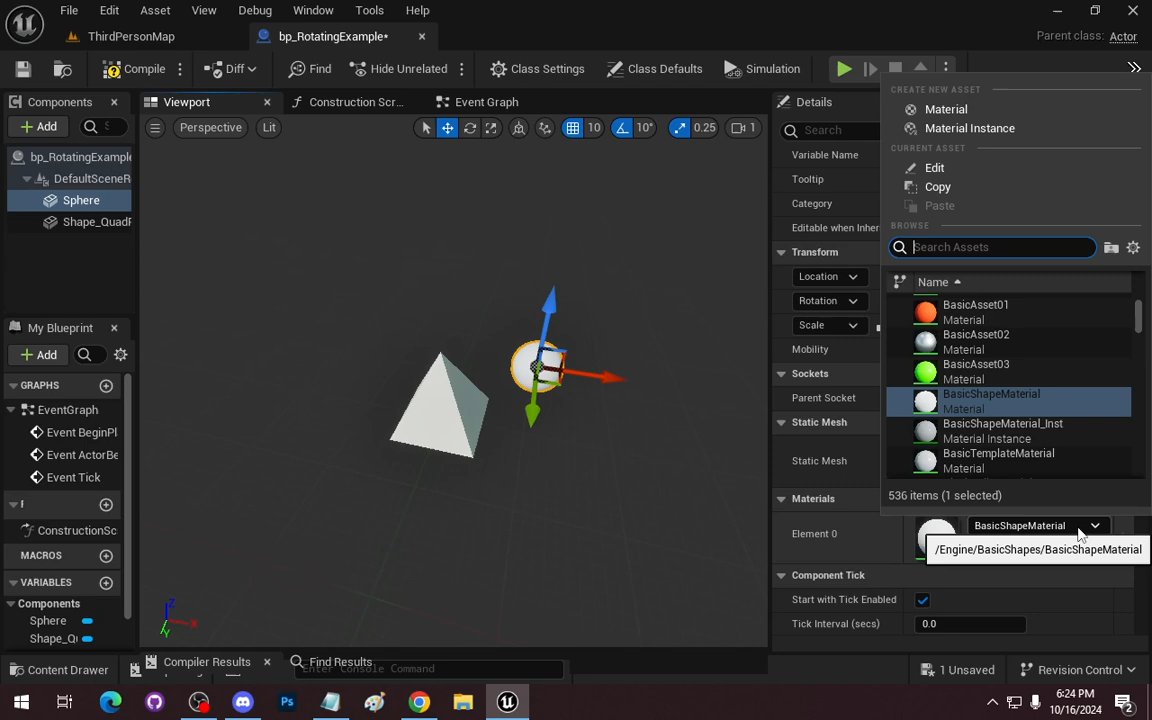 File Edit Asset View Debug Window Tools Help
ThirdPersonMap
bp_RotatingExample*
Parent class: Actor
Compile
Diff
Find
Hide Unrelated
Class Settings
Class Defaults
Simulation
Components
Add
bp_RotatingExample
DefaultSceneR
Sphere
Shape_QuadP
My Blueprint
Add
GRAPHS
EventGraph
Event BeginPl
Event ActorBe
Event Tick
ConstructionSc
MACROS
VARIABLES
Components
Sphere
Viewport
Construction Scr...
Event Graph
Perspective
Lit
10
10°
0.25
1
Details
Search
Variable Name
Tooltip
Category
Editable when Inher
Transform
Location
Rotation
Scale
Mobility
Sockets
Parent Socket
Static Mesh
Static Mesh
Materials
Element 0
BasicShapeMaterial
/Engine/BasicShapes/BasicShapeMaterial
Component Tick
Start with Tick Enabled
Tick Interval (secs)
0.0
CREATE NEW ASSET
Material
Material Instance
CURRENT ASSET
Edit
Copy
Paste
BROWSE
Search Assets
Name
BasicAsset01
Material
BasicAsset02
Material
BasicAsset03
Material
BasicShapeMaterial
Material
BasicShapeMaterial_Inst
Material Instance
BasicTemplateMaterial
Material
536 items (1 selected)
Content Drawer
Compiler Results
Find Results
Enter Console Command
1 Unsaved
Revision Control
6:24 PM
10/16/2024
2